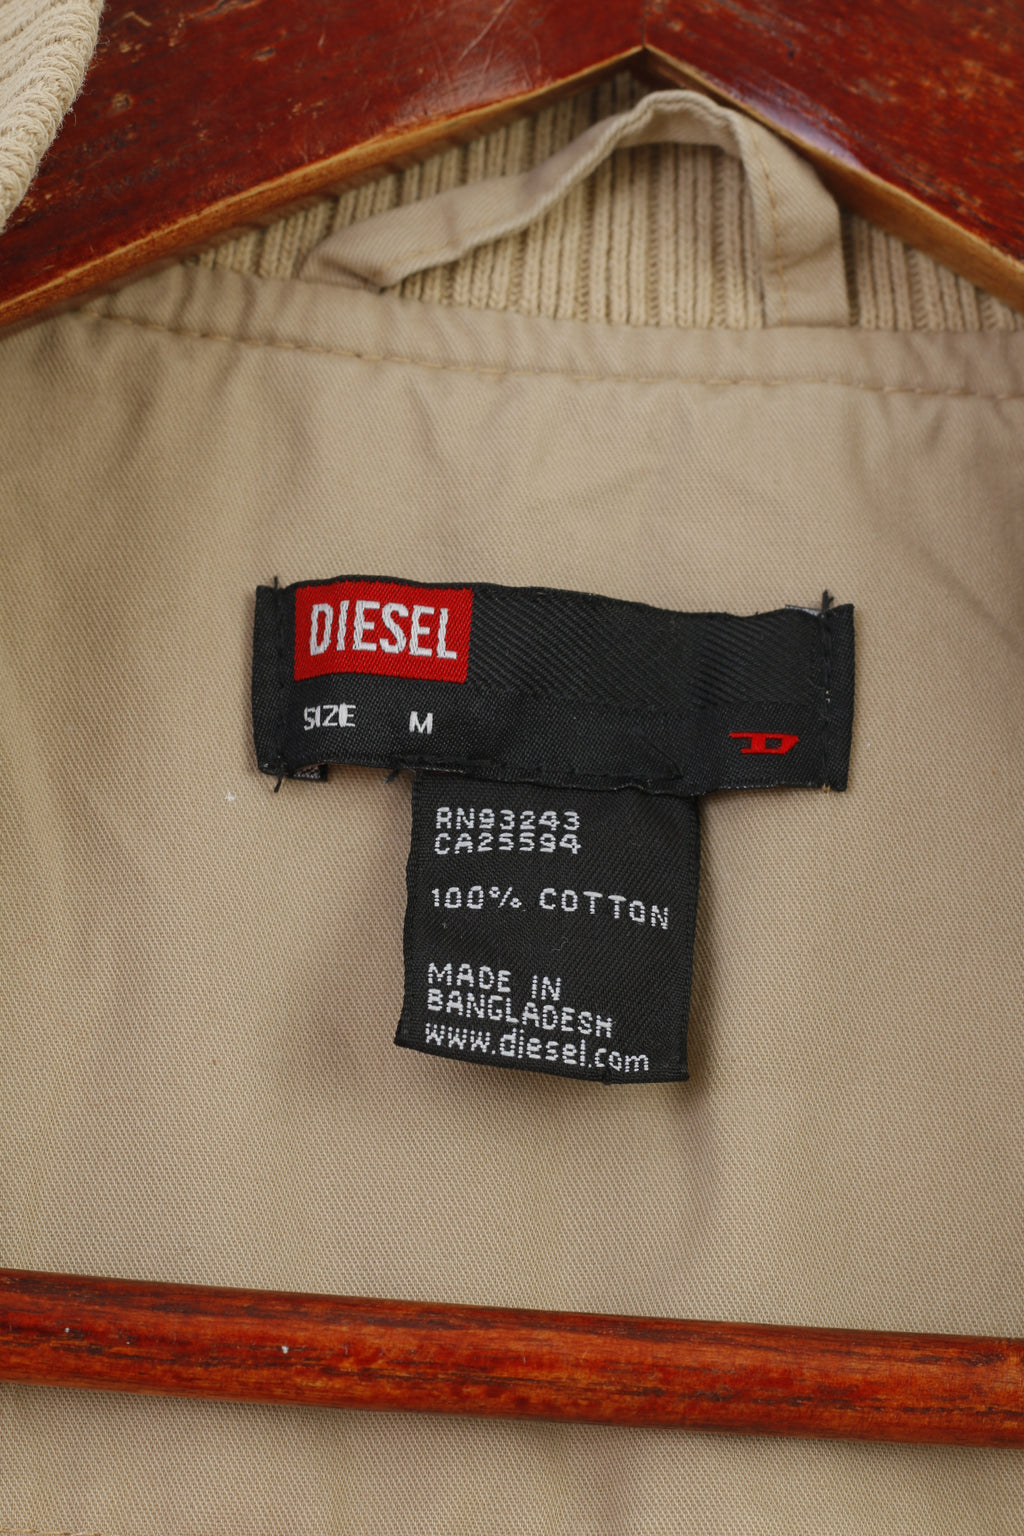 DIESEL
SIZE M
D
RN93243
CA25594
100% COTTON
MADE IN
BANGLADESH
www.diesel.com